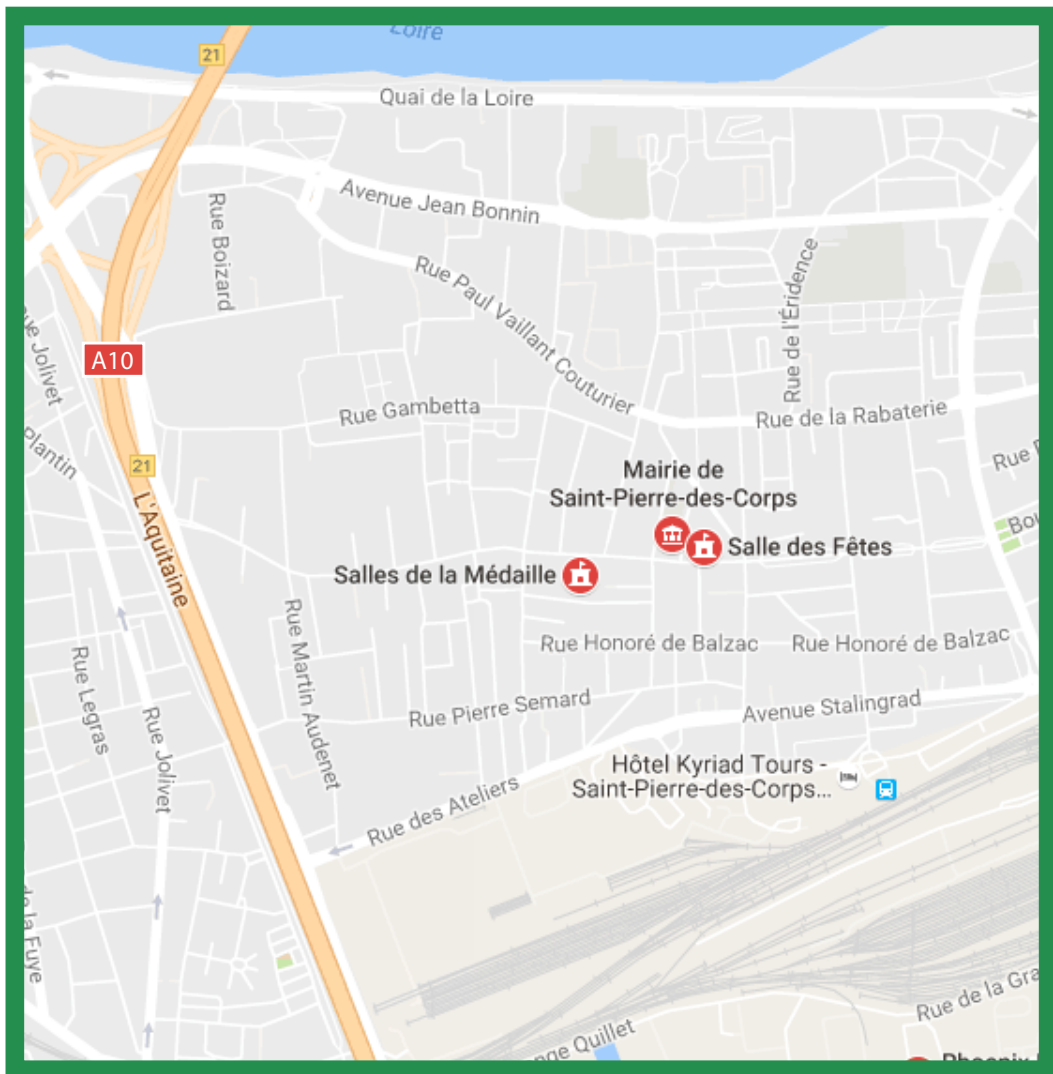 Loire
21
Quai de la Loire
Avenue Jean Bonnin
Rue Boizard
Rue de l'Éridence
Rue Paul Vaillant Couturier
Jolivet
A10
Rue Gambetta
Rue de la Rabaterie
Plantin
21
Mairie de
Saint-Pierre-des-Corps
L'Aquitaine
Salle des Fêtes
Salles de la Médaille
Rue Martin Audenet
Rue Honoré de Balzac
Rue Honoré de Balzac
Rue Legras
Rue Jolivet
Rue Pierre Semard
Avenue Stalingrad
Hôtel Kyriad Tours -
Saint-Pierre-des-Corps...
Rue des Ateliers
de la Fuye
Rue de la Gra
Quillet